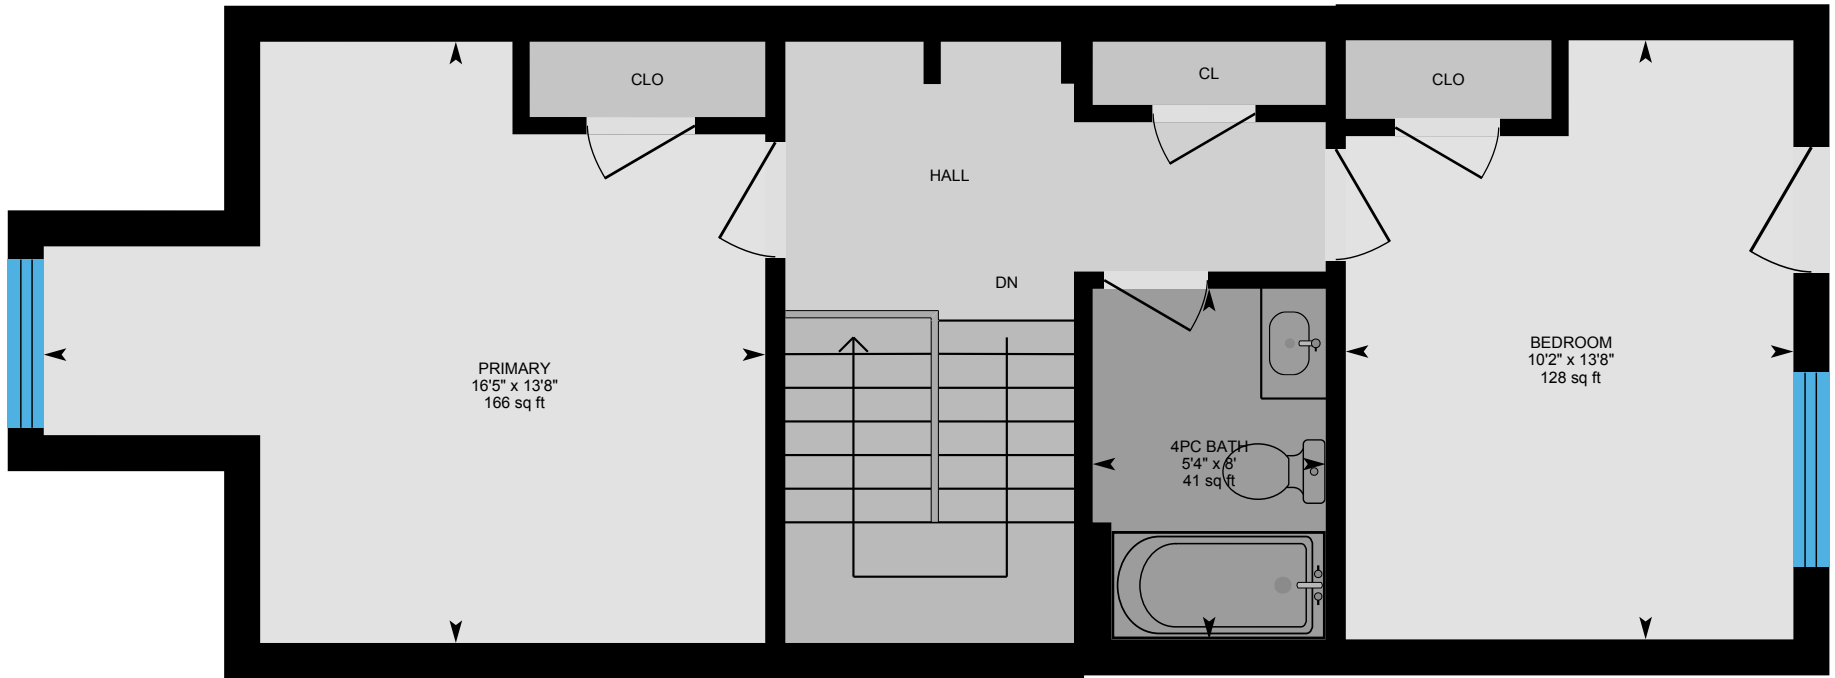 CLO
CL
CLO
HALL
DN
PRIMARY
16'5" x 13'8"
166 sq ft
BEDROOM
10'2" x 13'8"
128 sq ft
4PC BATH
5'4" x 8'
41 sq ft